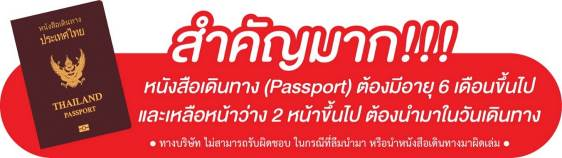 หนังสือเดินทาง
ประเทศไทย
THAILAND
PASSPORT
สำคัญมาก!!!
หนังสือเดินทาง (Passport) ต้องมีอายุ 6 เดือนขึ้นไป
และเหลือหน้าว่าง 2 หน้าขึ้นไป ต้องนำมาในวันเดินทาง
● ทางบริษัท ไม่สามารถรับผิดชอบ ในกรณีที่ลืมนำมา หรือนำหนังสือเดินทางมาผิดเล่ม ●